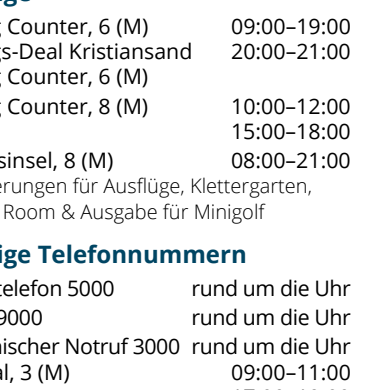 Counter, 6 (M) 09:00–19:00
s-Deal Kristiansand 20:00–21:00
Counter, 6 (M)
Counter, 8 (M) 10:00–12:00
15:00–18:00
sinsel, 8 (M) 08:00–21:00
erungen für Ausflüge, Klettergarten,
Room & Ausgabe für Minigolf
ige Telefonnummern
telefon 5000 rund um die Uhr
9000 rund um die Uhr
nischer Notruf 3000 rund um die Uhr
al, 3 (M) 09:00–11:00